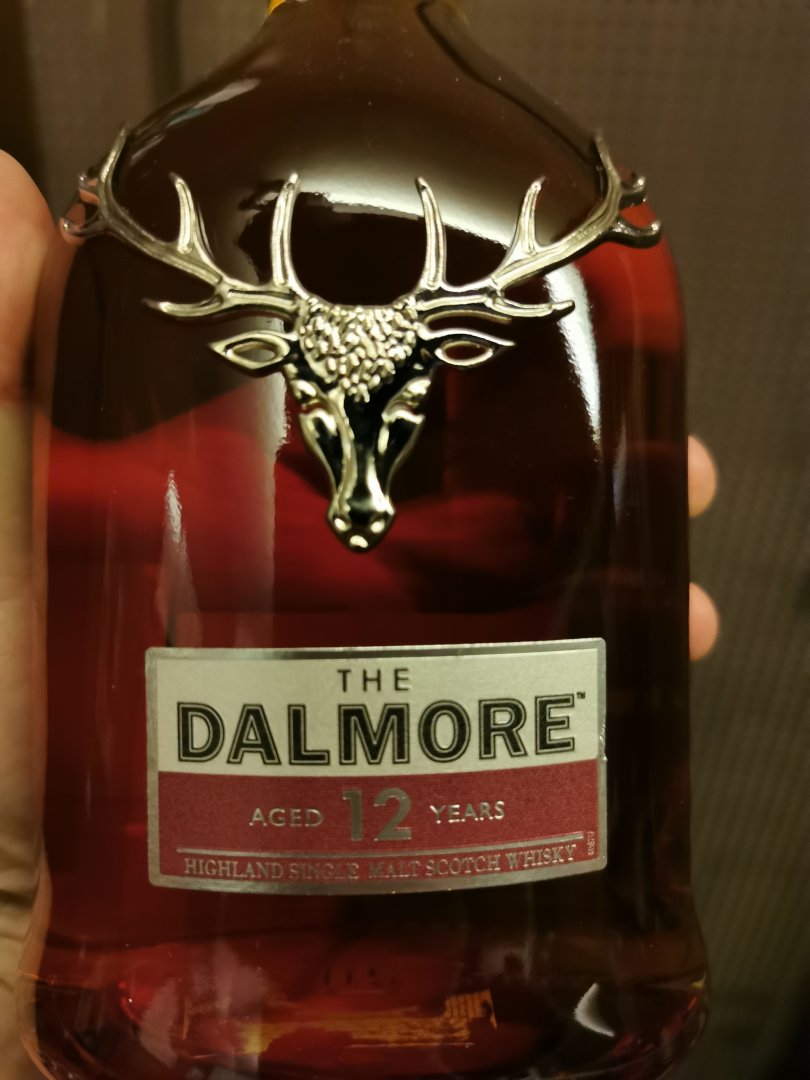 THE
DALMORE™
AGED 12 YEARS
HIGHLAND SINGLE MALT SCOTCH WHISKY